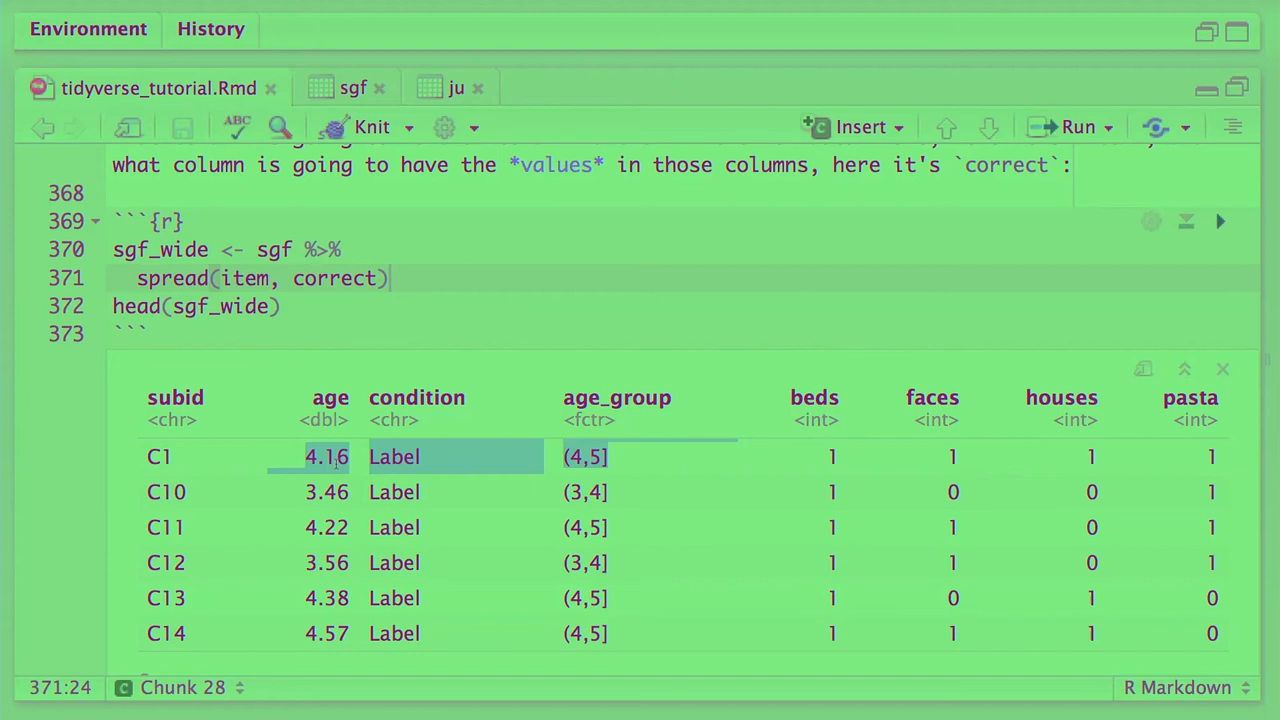 Environment History
tidyverse_tutorial.Rmd sgf ju
ABC Knit Insert Run
what column is going to have the *values* in those columns, here it's `correct`:
368
369 ```{r}
370 sgf_wide <- sgf %>%
371 spread(item, correct)
372 head(sgf_wide)
373 ```
subid age condition age_group beds faces houses pasta
<chr> <dbl> <chr> <fctr> <int> <int> <int> <int>
C1 4.16 Label (4,5] 1 1 1 1
C10 3.46 Label (3,4] 1 0 0 1
C11 4.22 Label (4,5] 1 1 0 1
C12 3.56 Label (3,4] 1 1 0 1
C13 4.38 Label (4,5] 1 0 1 0
C14 4.57 Label (4,5] 1 1 1 0
371:24 C Chunk 28 R Markdown